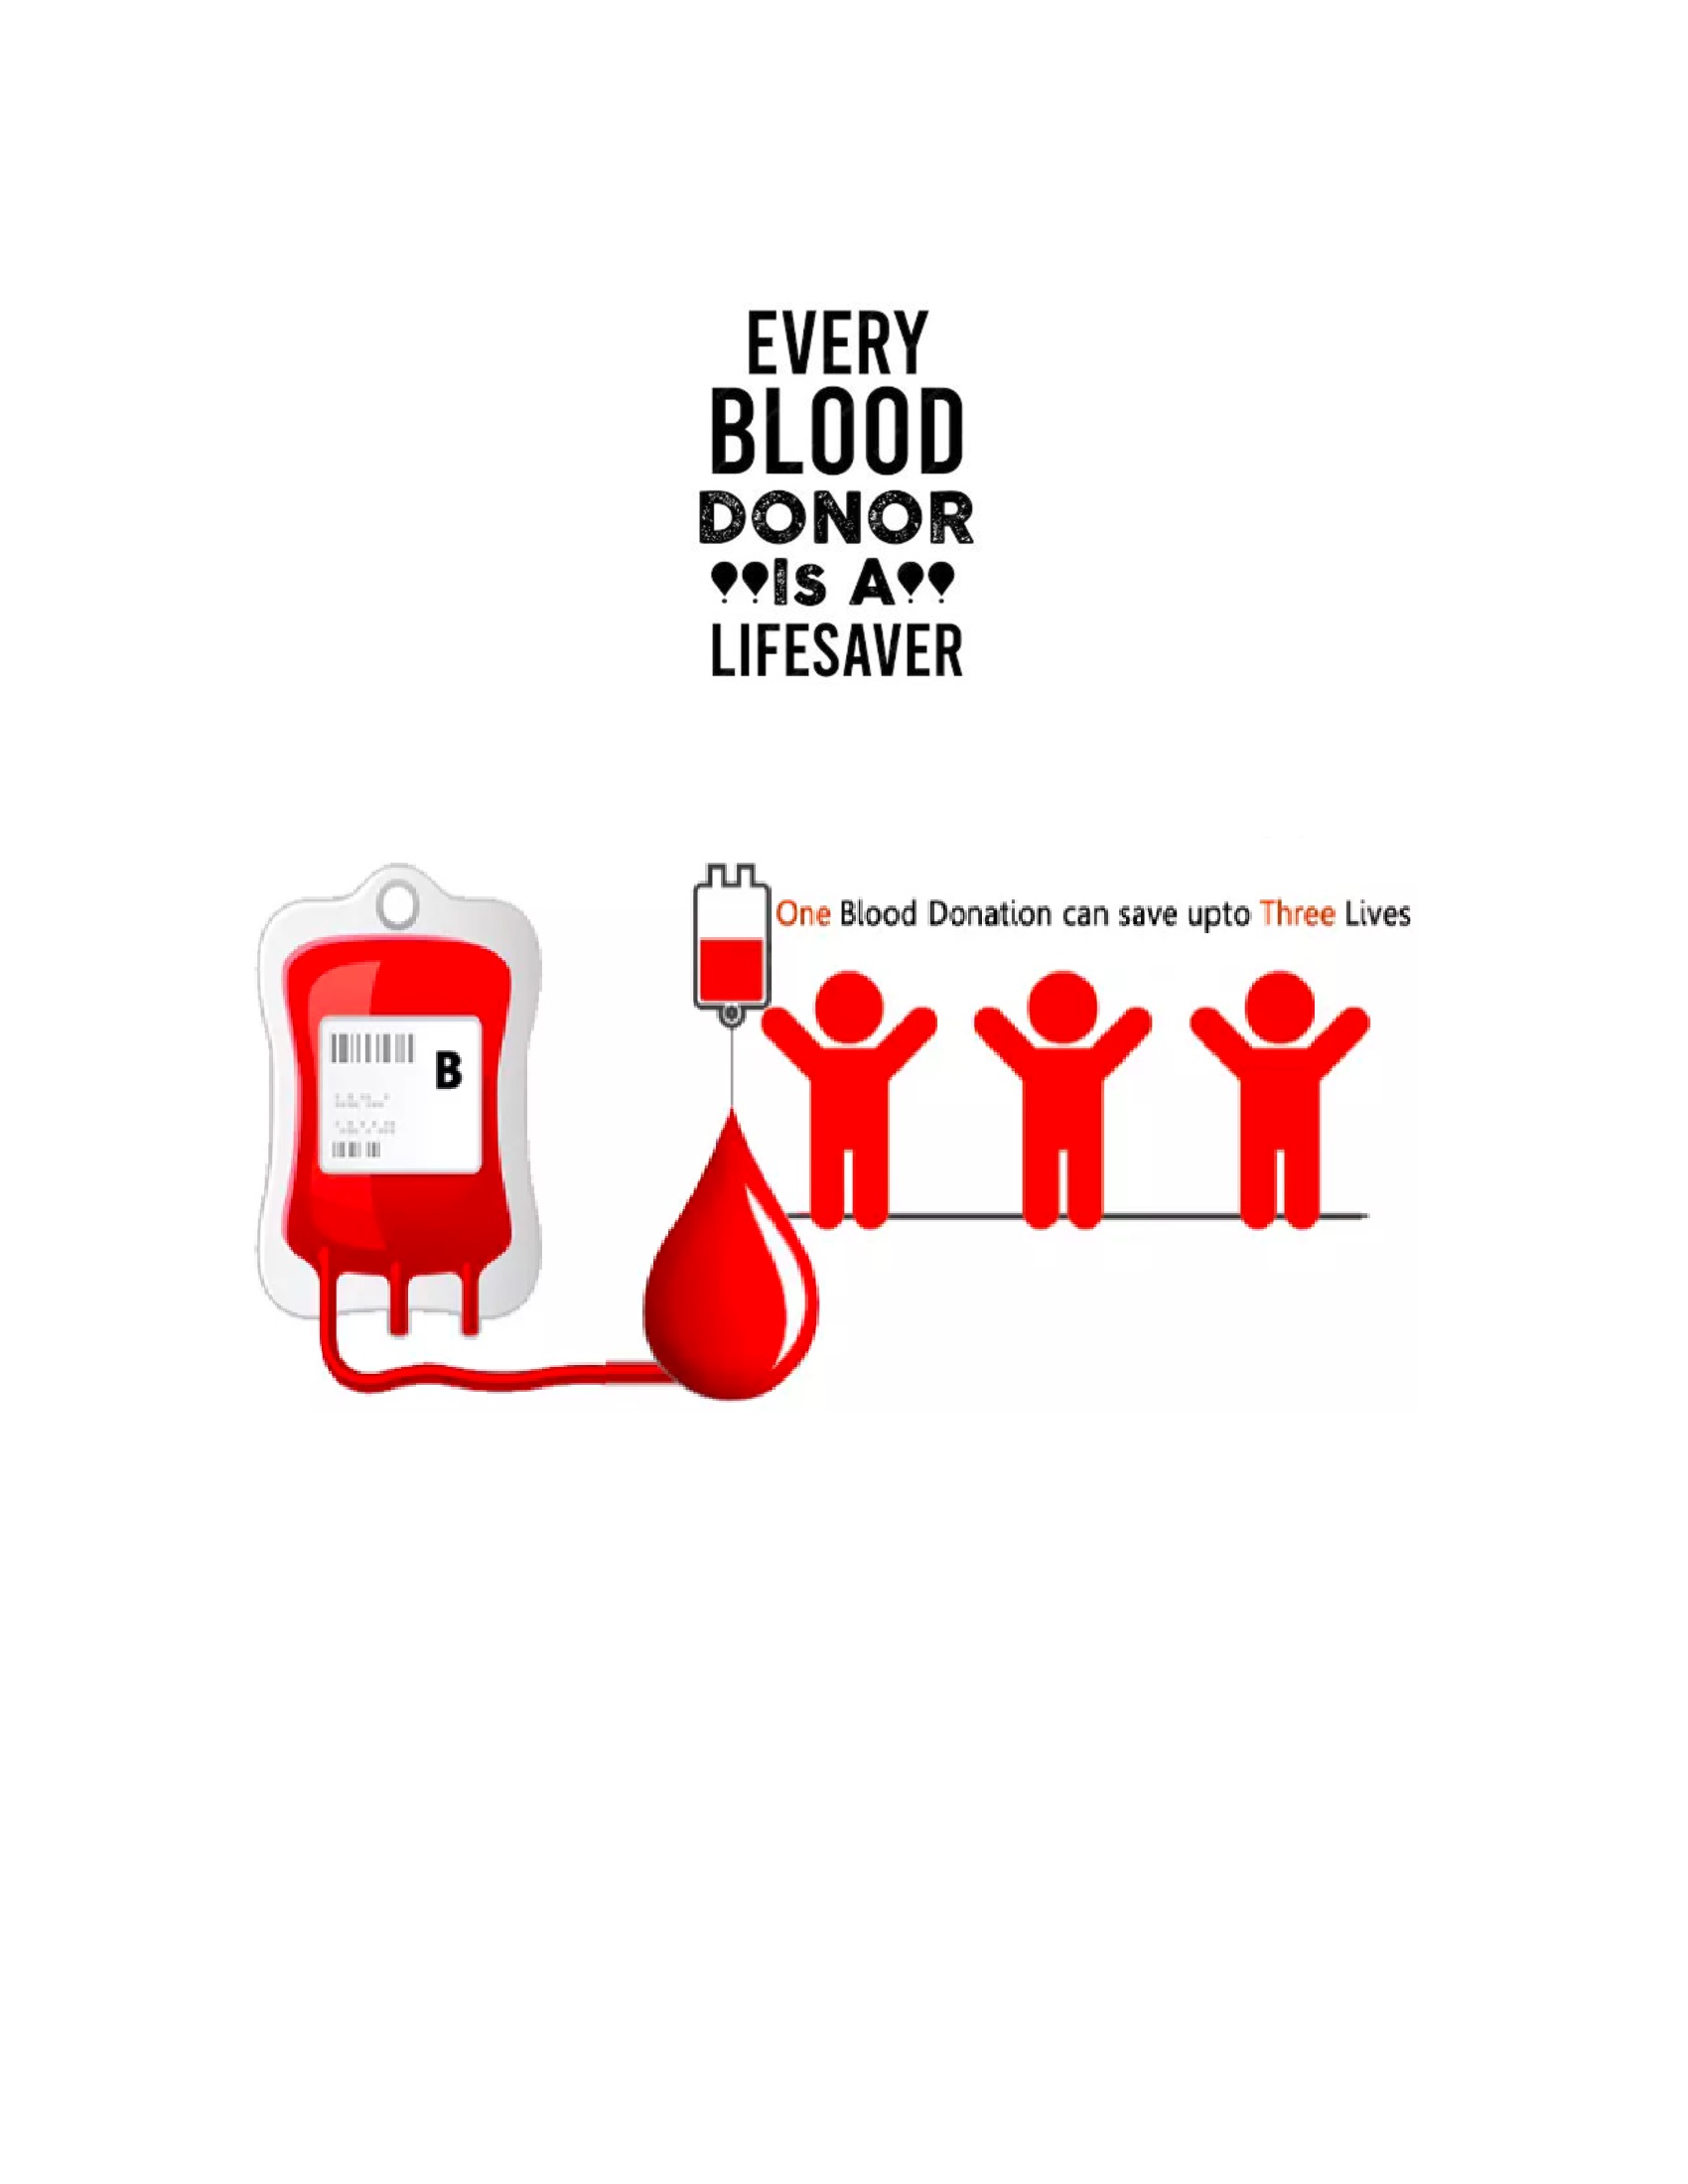 EVERY
BLOOD
DONOR
Is A
LIFESAVER
One Blood Donation can save upto Three Lives
B